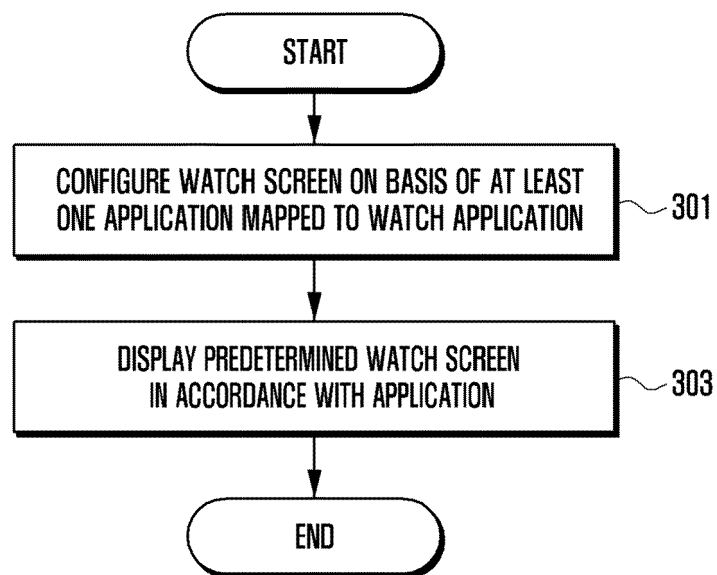 START
CONFIGURE WATCH SCREEN ON BASIS OF AT LEAST
ONE APPLICATION MAPPED TO WATCH APPLICATION
301
DISPLAY PREDETERMINED WATCH SCREEN
IN ACCORDANCE WITH APPLICATION
303
END